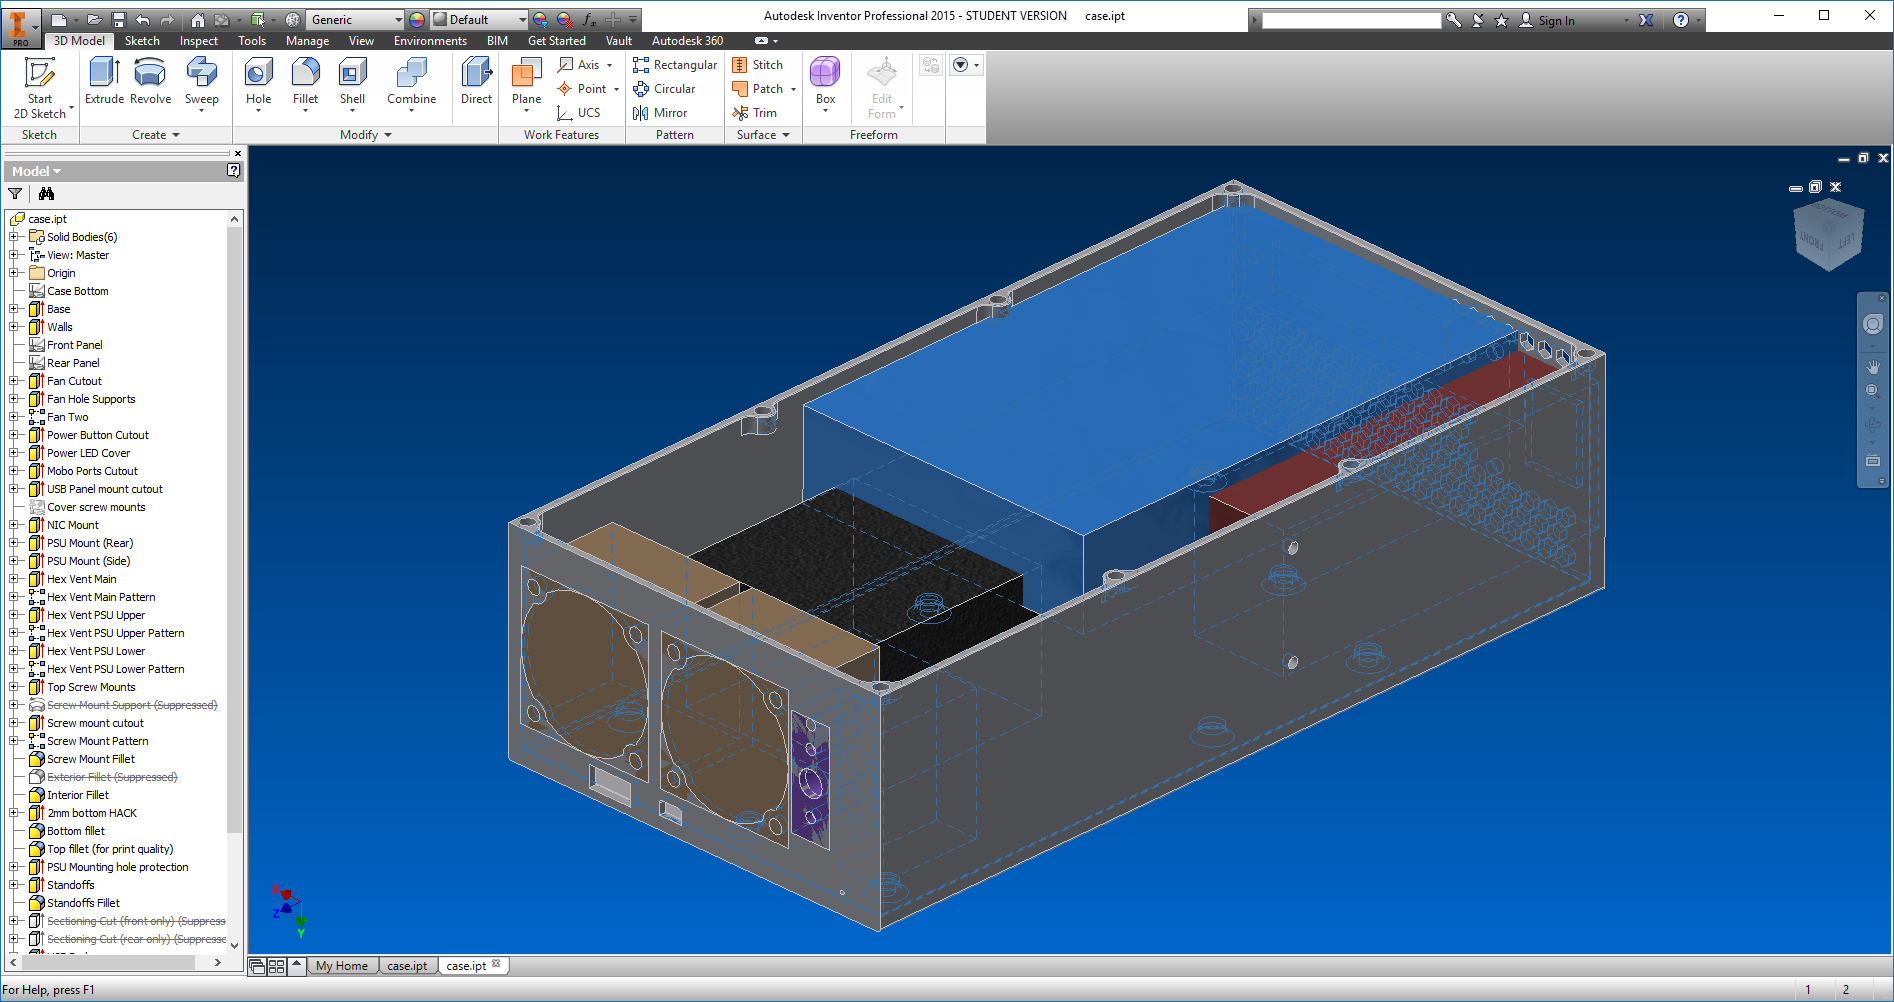 Generic
Default
Autodesk Inventor Professional 2015 - STUDENT VERSION case.ipt
Sign In
PRO
3D Model Sketch Inspect Tools Manage View Environments BIM Get Started Vault Autodesk 360
Start
2D Sketch
Extrude Revolve Sweep
Hole Fillet Shell Combine
Direct
Plane
Axis
Point
UCS
Rectangular
Circular
Mirror
Stitch
Patch
Trim
Box
Edit
Form
Sketch Create Modify Work Features Pattern Surface Freeform
Model
case.ipt
Solid Bodies(6)
View: Master
Origin
Case Bottom
Base
Walls
Front Panel
Rear Panel
Fan Cutout
Fan Hole Supports
Fan Two
Power Button Cutout
Power LED Cover
Mobo Ports Cutout
USB Panel mount cutout
Cover screw mounts
NIC Mount
PSU Mount (Rear)
PSU Mount (Side)
Hex Vent Main
Hex Vent Main Pattern
Hex Vent PSU Upper
Hex Vent PSU Upper Pattern
Hex Vent PSU Lower
Hex Vent PSU Lower Pattern
Top Screw Mounts
Screw Mount Support (Suppressed)
Screw mount cutout
Screw Mount Pattern
Screw Mount Fillet
Exterior Fillet (Suppressed)
Interior Fillet
2mm bottom HACK
Bottom fillet
Top fillet (for print quality)
PSU Mounting hole protection
Standoffs
Standoffs Fillet
Sectioning Cut (front only) (Suppress
Sectioning Cut (rear only) (Suppresse
BOTTOM
FRONT
LEFT
X
Z
Y
My Home case.ipt case.ipt
For Help, press F1
1 2